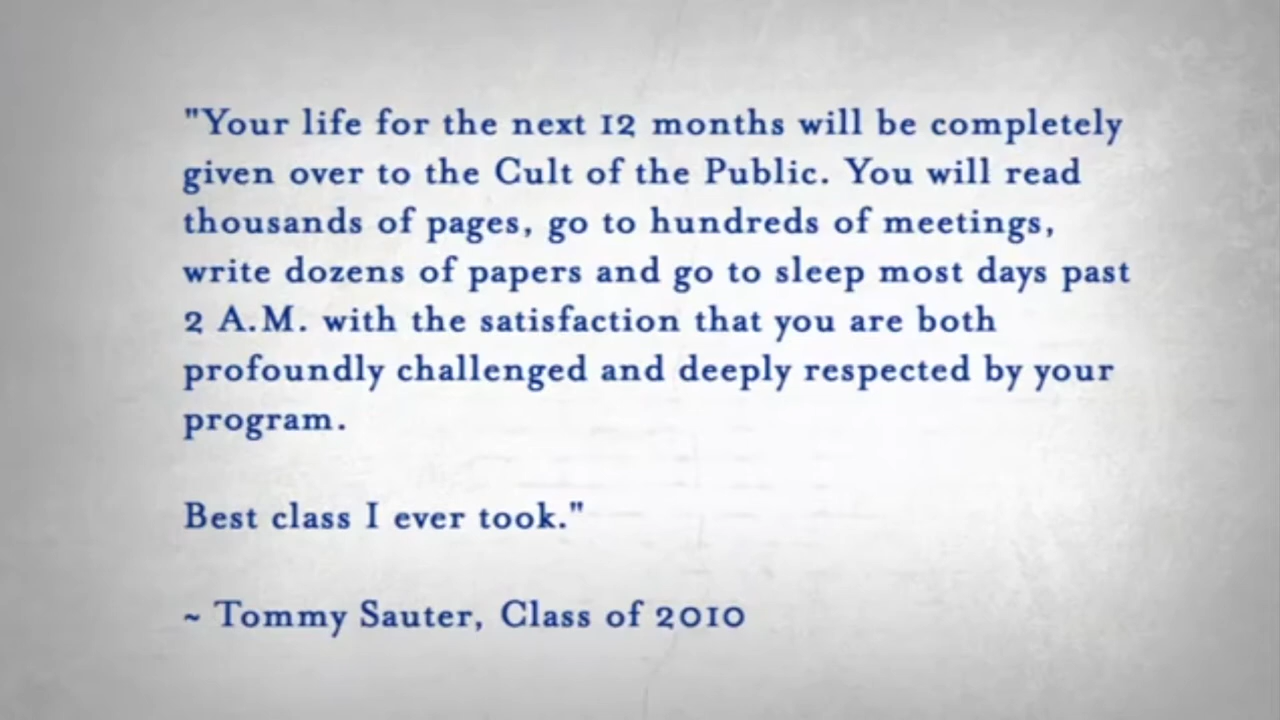 "Your life for the next 12 months will be completely
given over to the Cult of the Public. You will read
thousands of pages, go to hundreds of meetings,
write dozens of papers and go to sleep most days past
2 A.M. with the satisfaction that you are both
profoundly challenged and deeply respected by your
program.
Best class I ever took."
~ Tommy Sauter, Class of 2010